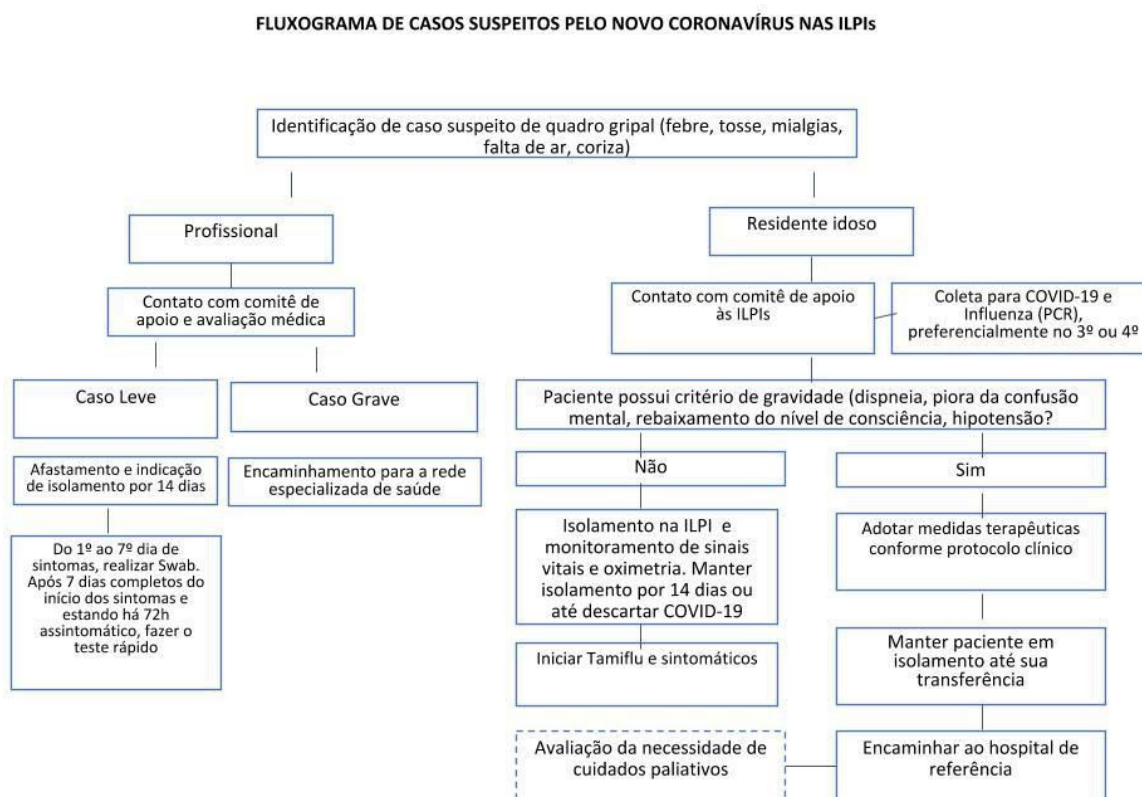 FLUXOGRAMA DE CASOS SUSPEITOS PELO NOVO CORONAVÍRUS NAS ILPIs
Identificação de caso suspeito de quadro gripal (febre, tosse, mialgias,
falta de ar, coriza)
Profissional
Contato com comitê de
apoio e avaliação médica
Caso Leve
Caso Grave
Afastamento e indicação
de isolamento por 14 dias
Encaminhamento para a rede
especializada de saúde
Do 1º ao 7º dia de
sintomas, realizar Swab.
Após 7 dias completos do
início dos sintomas e
estando há 72h
assintomático, fazer o
teste rápido
Residente idoso
Contato com comitê de apoio
às ILPIs
Coleta para COVID-19 e
Influenza (PCR),
preferencialmente no 3º ou 4º
Paciente possui critério de gravidade (dispneia, piora da confusão
mental, rebaixamento do nível de consciência, hipotensão?
Não
Sim
Isolamento na ILPI e
monitoramento de sinais
vitais e oximetria. Manter
isolamento por 14 dias ou
até descartar COVID-19
Iniciar Tamiflu e sintomáticos
Adotar medidas terapêuticas
conforme protocolo clínico
Manter paciente em
isolamento até sua
transferência
Encaminhar ao hospital de
referência
Avaliação da necessidade de
cuidados paliativos